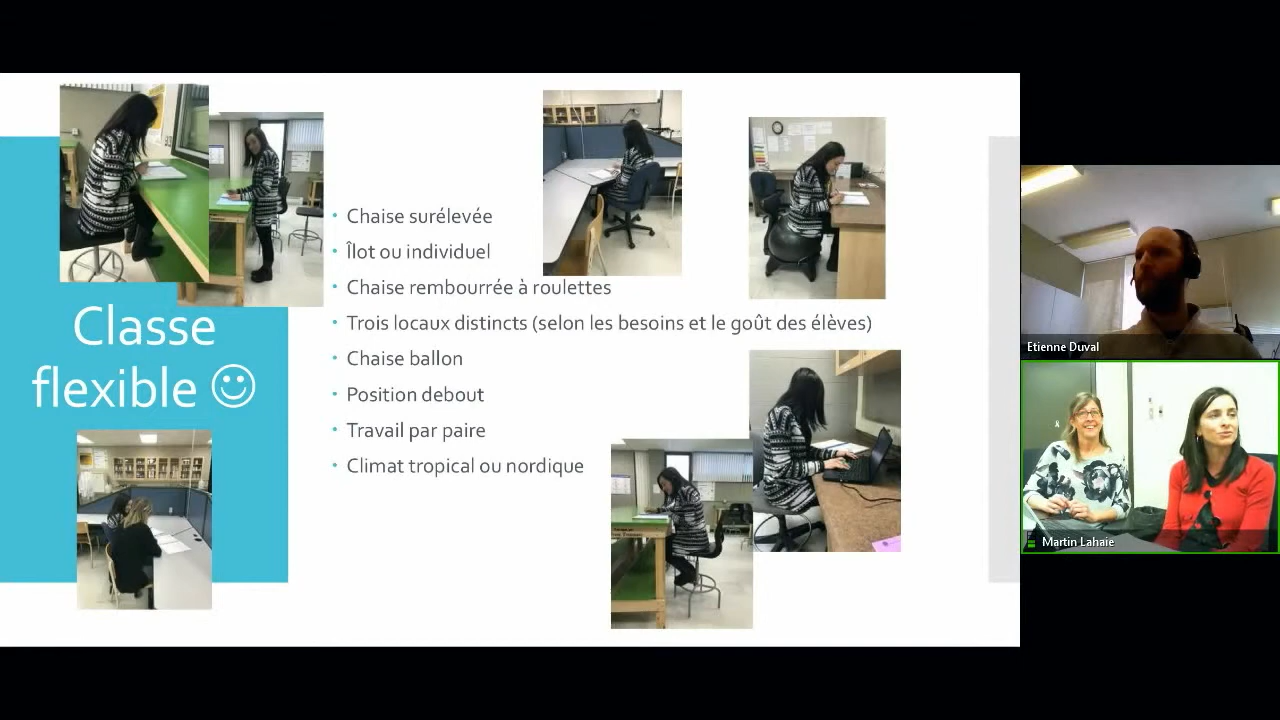 Classe
flexible ☺
• Chaise surélevée
• Îlot ou individuel
• Chaise rembourrée à roulettes
• Trois locaux distincts (selon les besoins et le goût des élèves)
• Chaise ballon
• Position debout
• Travail par paire
• Climat tropical ou nordique
Etienne Duval
Martin Lahaie